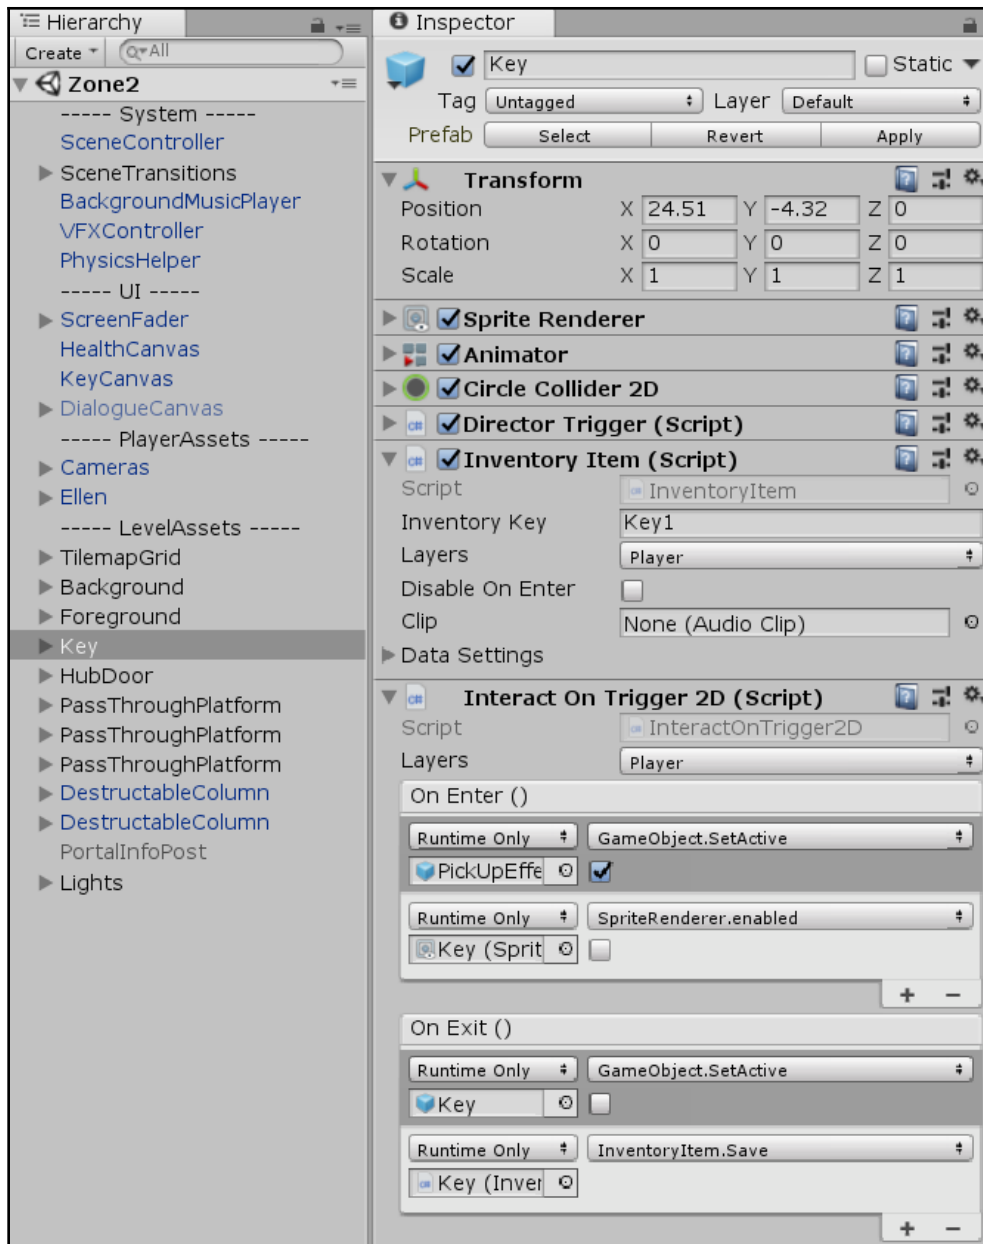 Hierarchy
Create
All
Zone2
----- System -----
SceneController
SceneTransitions
BackgroundMusicPlayer
VFXController
PhysicsHelper
----- UI -----
ScreenFader
HealthCanvas
KeyCanvas
DialogueCanvas
----- PlayerAssets -----
Cameras
Ellen
----- LevelAssets -----
TilemapGrid
Background
Foreground
Key
HubDoor
PassThroughPlatform
PassThroughPlatform
PassThroughPlatform
DestructableColumn
DestructableColumn
PortalInfoPost
Lights
Inspector
Key Static
Tag Untagged Layer Default
Prefab Select Revert Apply
Transform
Position X 24.51 Y -4.32 Z 0
Rotation X 0 Y 0 Z 0
Scale X 1 Y 1 Z 1
Sprite Renderer
Animator
Circle Collider 2D
Director Trigger (Script)
Inventory Item (Script)
Script InventoryItem
Inventory Key Key1
Layers Player
Disable On Enter
Clip None (Audio Clip)
Data Settings
Interact On Trigger 2D (Script)
Script InteractOnTrigger2D
Layers Player
On Enter ()
Runtime Only GameObject.SetActive
PickUpEffe
Runtime Only SpriteRenderer.enabled
Key (Sprit
+ −
On Exit ()
Runtime Only GameObject.SetActive
Key
Runtime Only InventoryItem.Save
Key (Inver
+ −